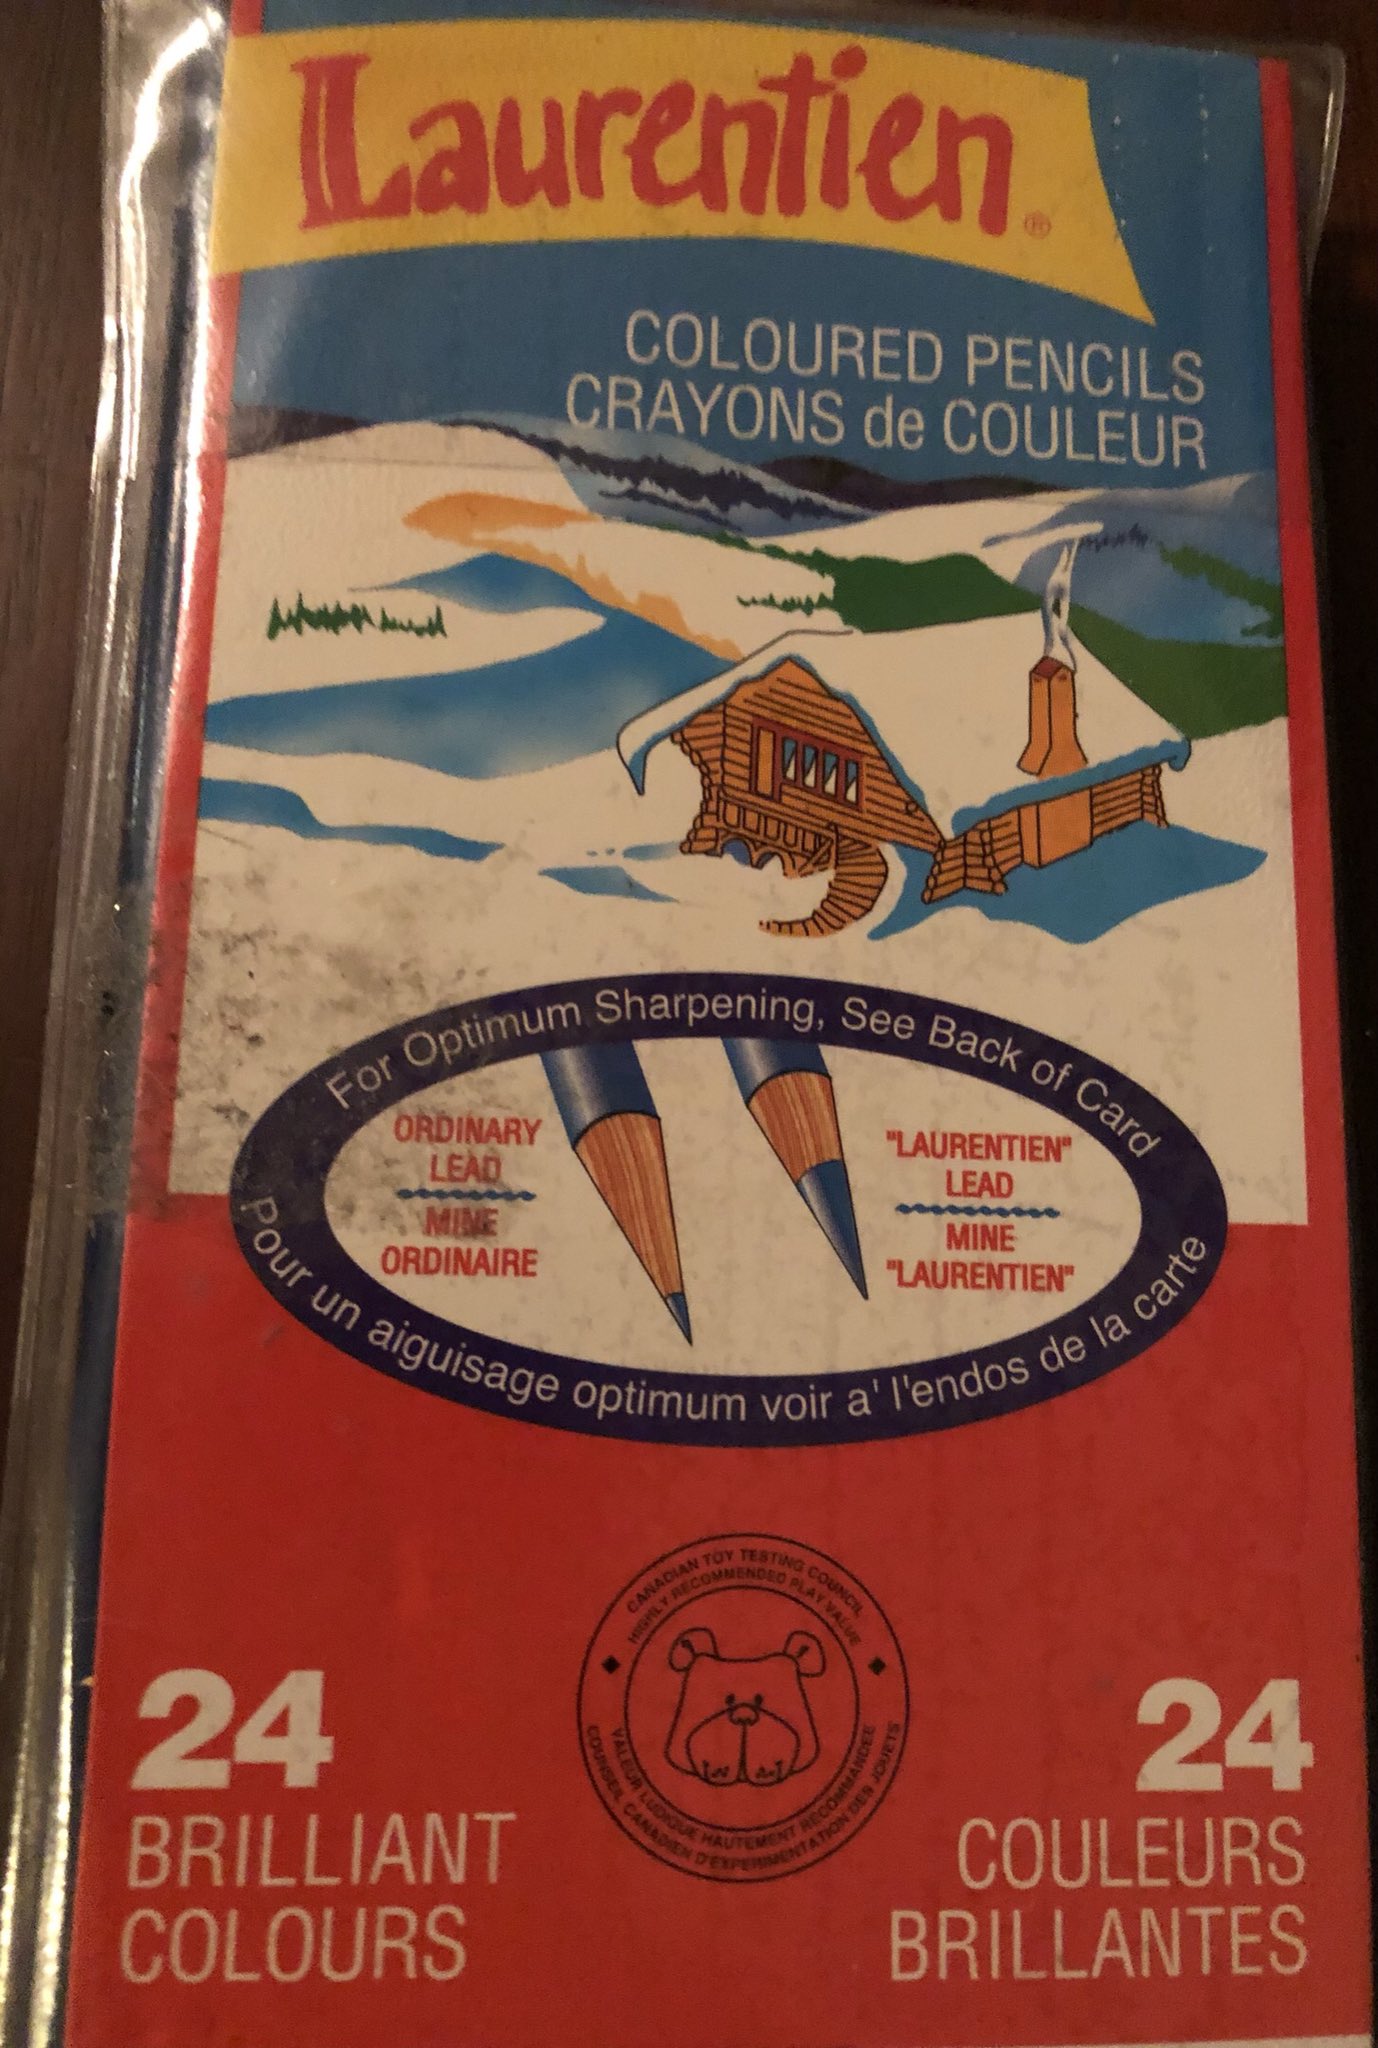 Laurentien®
COLOURED PENCILS
CRAYONS de COULEUR
For Optimum Sharpening, See Back of Card
ORDINARY
LEAD
MINE
ORDINAIRE
"LAURENTIEN"
LEAD
MINE
"LAURENTIEN"
Pour un aiguisage optimum voir a' l'endos de la carte
CANADIAN TOY TESTING COUNCIL
HIGHLY RECOMMENDED PLAY VALUE
VALEUR LUDIQUE HAUTEMENT RECOMMANDEE
CONSEIL CANADIEN D'EXPERIMENTATION DES JOUETS
24
BRILLIANT
COLOURS
24
COULEURS
BRILLANTES